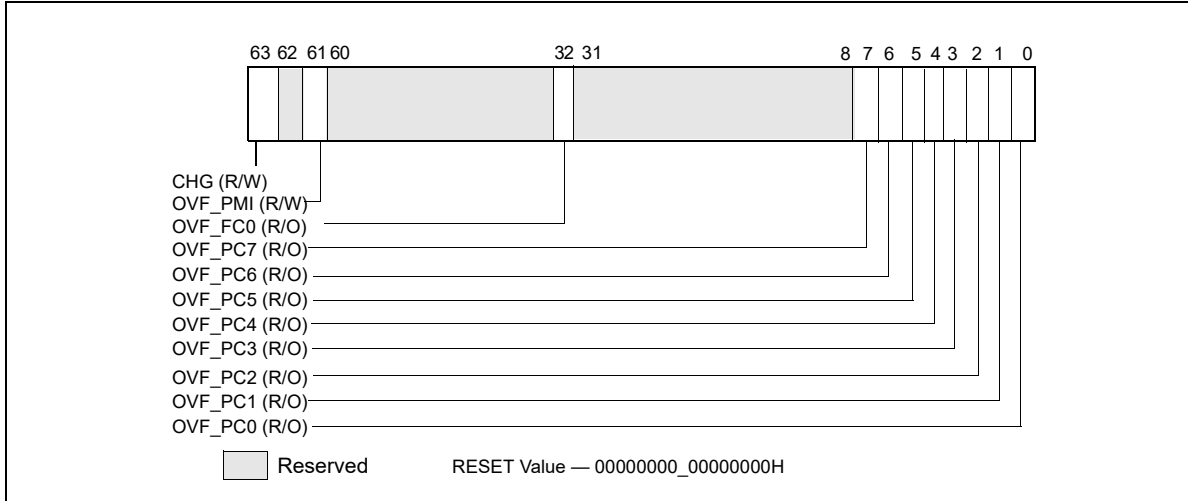 63 62 61 60 32 31 8 7 6 5 4 3 2 1 0
CHG (R/W)
OVF_PMI (R/W)
OVF_FC0 (R/O)
OVF_PC7 (R/O)
OVF_PC6 (R/O)
OVF_PC5 (R/O)
OVF_PC4 (R/O)
OVF_PC3 (R/O)
OVF_PC2 (R/O)
OVF_PC1 (R/O)
OVF_PC0 (R/O)
Reserved RESET Value — 00000000_00000000H